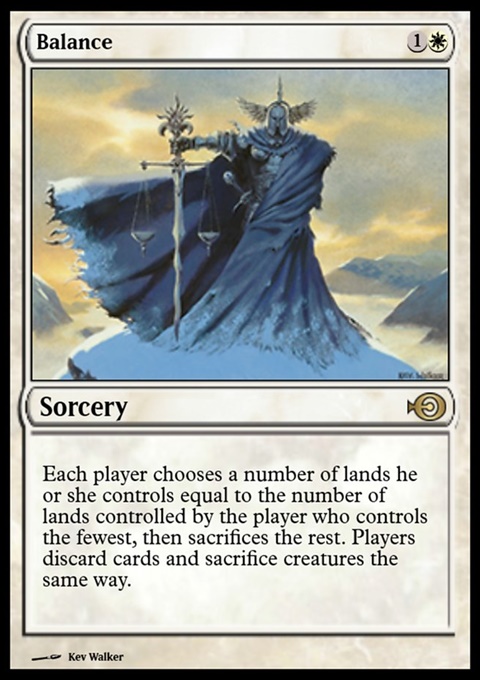 Balance 1
Kev Walker
Sorcery
Each player chooses a number of lands he
or she controls equal to the number of
lands controlled by the player who controls
the fewest, then sacrifices the rest. Players
discard cards and sacrifice creatures the
same way.
Kev Walker